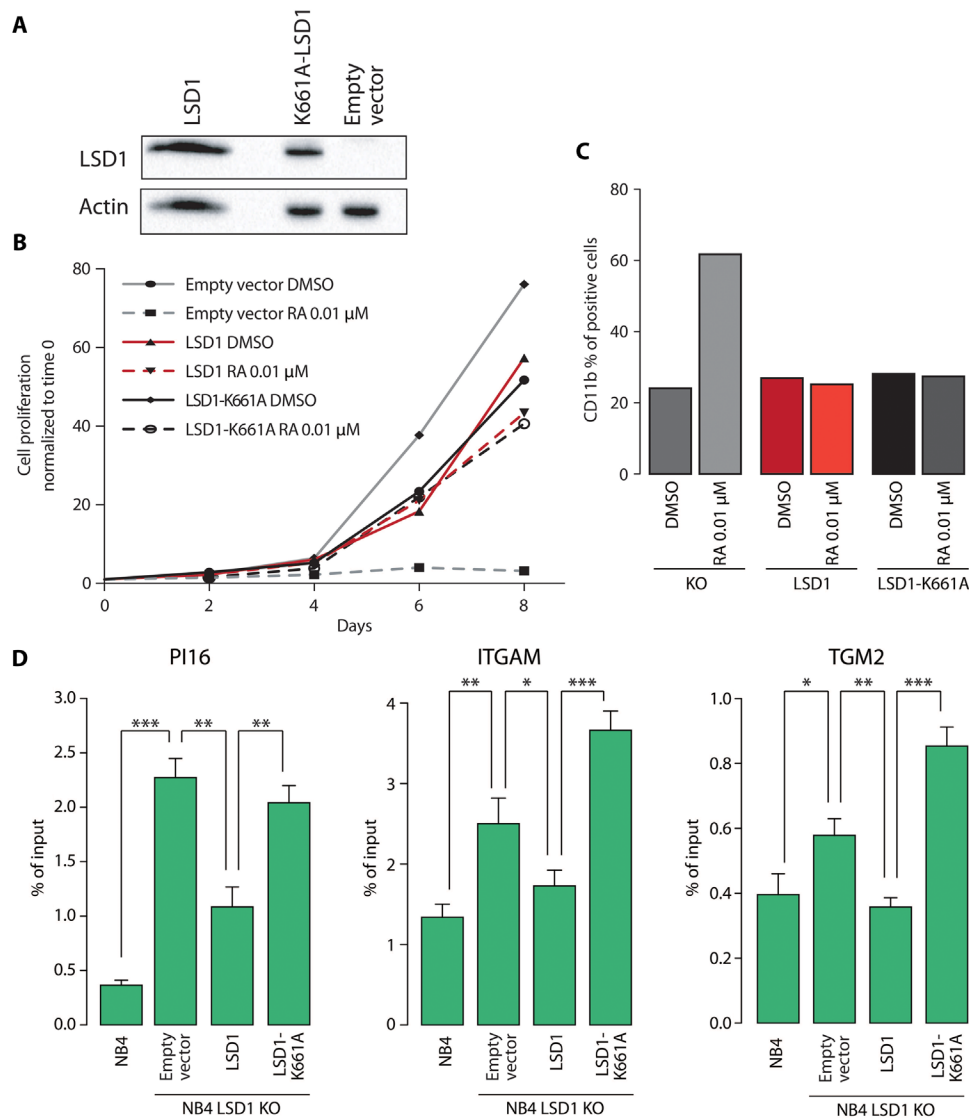 A
LSD1
K661A-LSD1
Empty
vector
LSD1
Actin
B
80
60
40
20
0
Cell proliferation
normalized to time 0
Empty vector DMSO
Empty vector RA 0.01 µM
LSD1 DMSO
LSD1 RA 0.01 µM
LSD1-K661A DMSO
LSD1-K661A RA 0.01 µM
0
2
4
6
8
Days
C
80
60
40
20
0
CD11b % of positive cells
DMSO
RA 0.01 µM
DMSO
RA 0.01 µM
DMSO
RA 0.01 µM
KO
LSD1
LSD1-K661A
D
PI16
3.0
2.5
2.0
1.5
1.0
0.5
0.0
% of input
***
**
**
NB4
Empty
vector
LSD1
LSD1-
K661A
NB4 LSD1 KO
ITGAM
4
3
2
1
0
% of input
**
*
***
NB4
Empty
vector
LSD1
LSD1-
K661A
NB4 LSD1 KO
TGM2
1.0
0.8
0.6
0.4
0.2
0.0
% of input
*
**
***
NB4
Empty
vector
LSD1
LSD1-
K661A
NB4 LSD1 KO